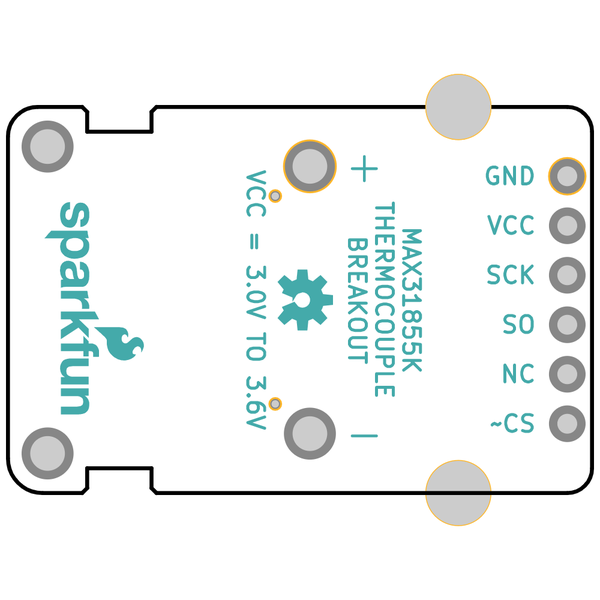 sparkfun
VCC = 3.0V TO 3.6V
+
−
MAX31855K
THERMOCOUPLE
BREAKOUT
GND
VCC
SCK
SO
NC
~CS